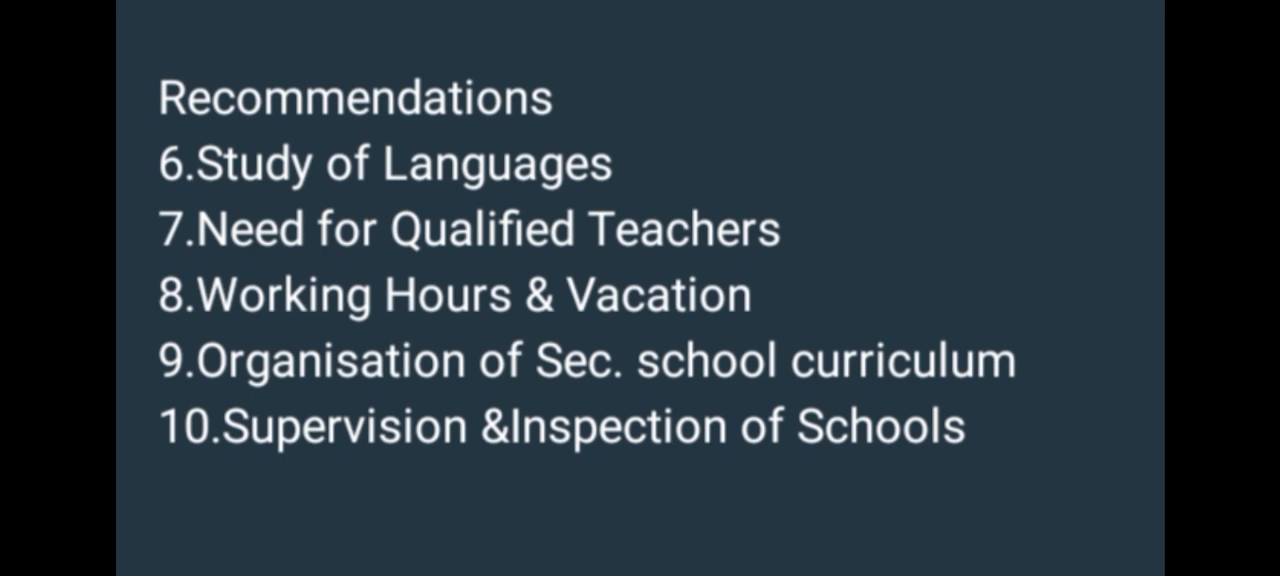 Recommendations
6.Study of Languages
7.Need for Qualified Teachers
8.Working Hours & Vacation
9.Organisation of Sec. school curriculum
10.Supervision &Inspection of Schools